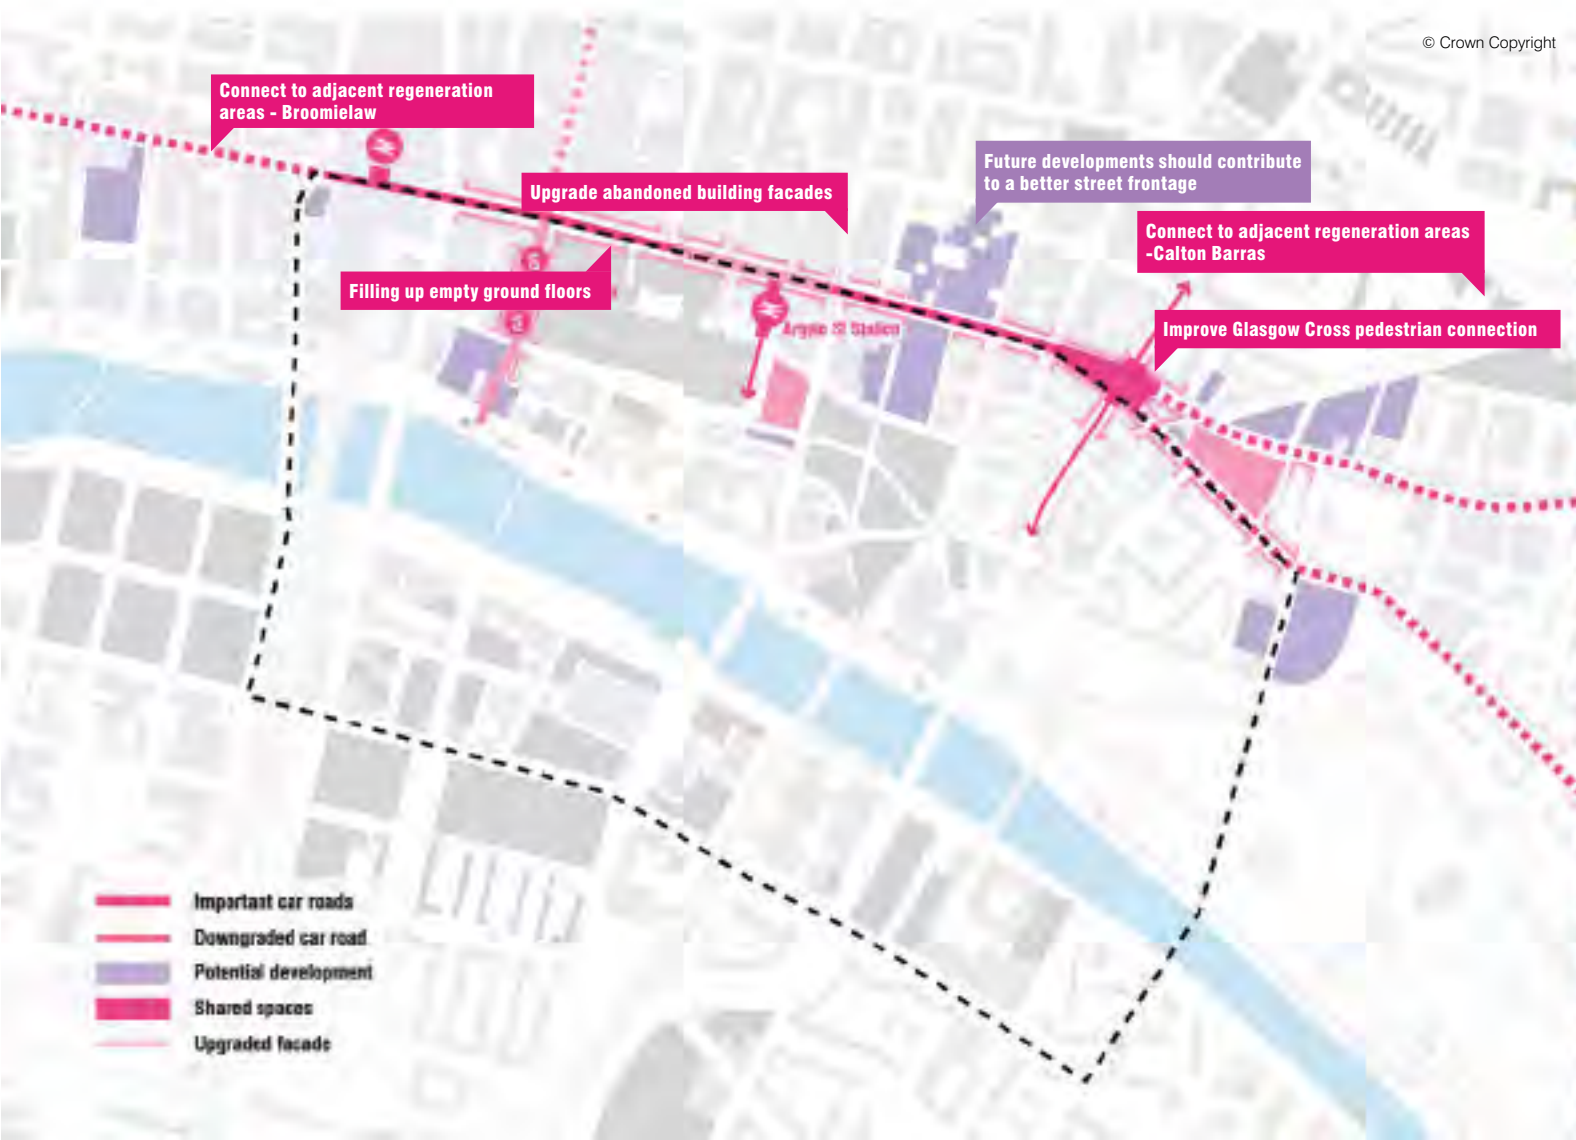 © Crown Copyright
Connect to adjacent regeneration
areas - Broomielaw
Upgrade abandoned building facades
Future developments should contribute
to a better street frontage
Connect to adjacent regeneration areas
-Calton Barras
Filling up empty ground floors
Improve Glasgow Cross pedestrian connection
Argyle St Station
Important car roads
Downgraded car road
Potential development
Shared spaces
Upgraded facade